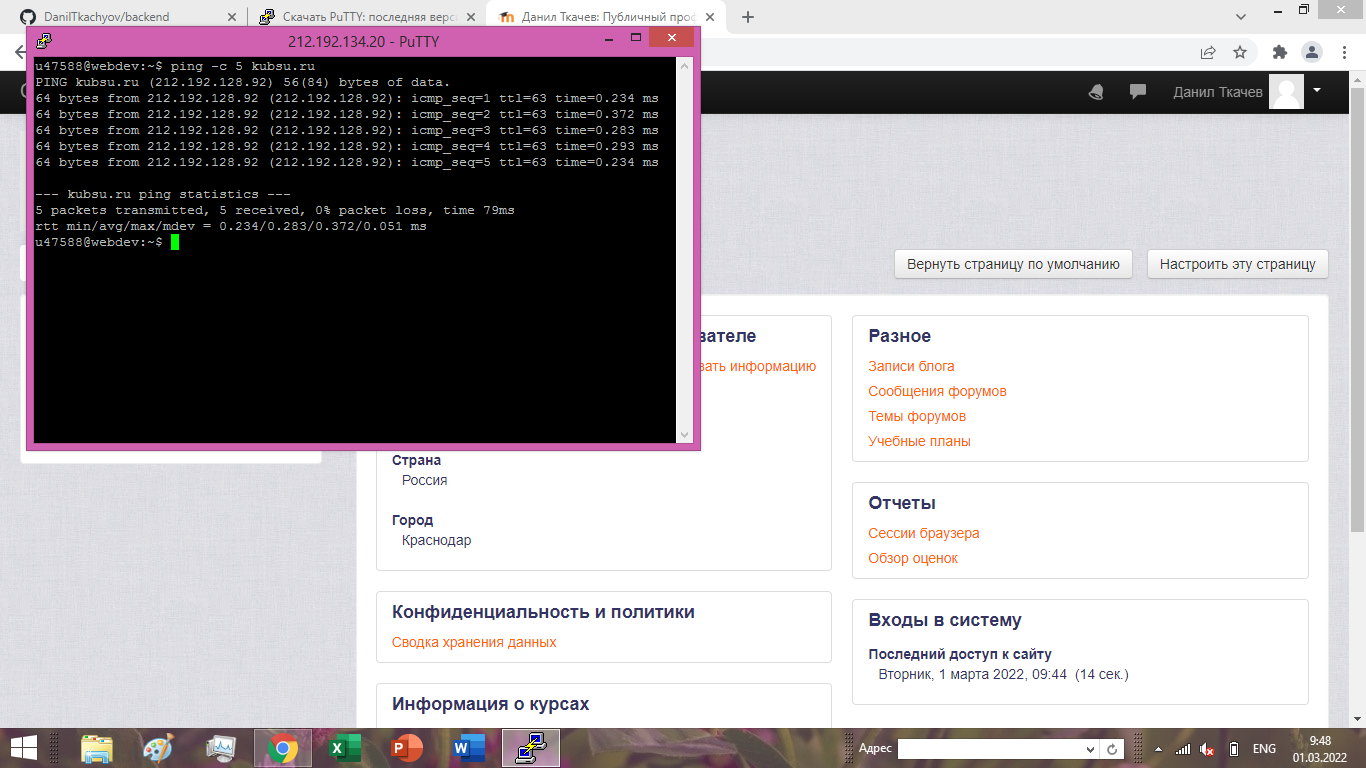 DanilTkachyov/backend
Скачать PuTTY: последняя верс
Данил Ткачев: Публичный прос
212.192.134.20 - PuTTY
u47588@webdev:~$ ping -c 5 kubsu.ru
PING kubsu.ru (212.192.128.92) 56(84) bytes of data.
64 bytes from 212.192.128.92 (212.192.128.92): icmp_seq=1 ttl=63 time=0.234 ms
64 bytes from 212.192.128.92 (212.192.128.92): icmp_seq=2 ttl=63 time=0.372 ms
64 bytes from 212.192.128.92 (212.192.128.92): icmp_seq=3 ttl=63 time=0.283 ms
64 bytes from 212.192.128.92 (212.192.128.92): icmp_seq=4 ttl=63 time=0.293 ms
64 bytes from 212.192.128.92 (212.192.128.92): icmp_seq=5 ttl=63 time=0.234 ms
--- kubsu.ru ping statistics ---
5 packets transmitted, 5 received, 0% packet loss, time 79ms
rtt min/avg/max/mdev = 0.234/0.283/0.372/0.051 ms
u47588@webdev:~$
Данил Ткачев
Вернуть страницу по умолчанию
Настроить эту страницу
вателе
вать информацию
Страна
Россия
Город
Краснодар
Конфиденциальность и политики
Сводка хранения данных
Информация о курсах
Разное
Записи блога
Сообщения форумов
Темы форумов
Учебные планы
Отчеты
Сессии браузера
Обзор оценок
Входы в систему
Последний доступ к сайту
Вторник, 1 марта 2022, 09:44 (14 сек.)
Адрес
ENG
9:48
01.03.2022